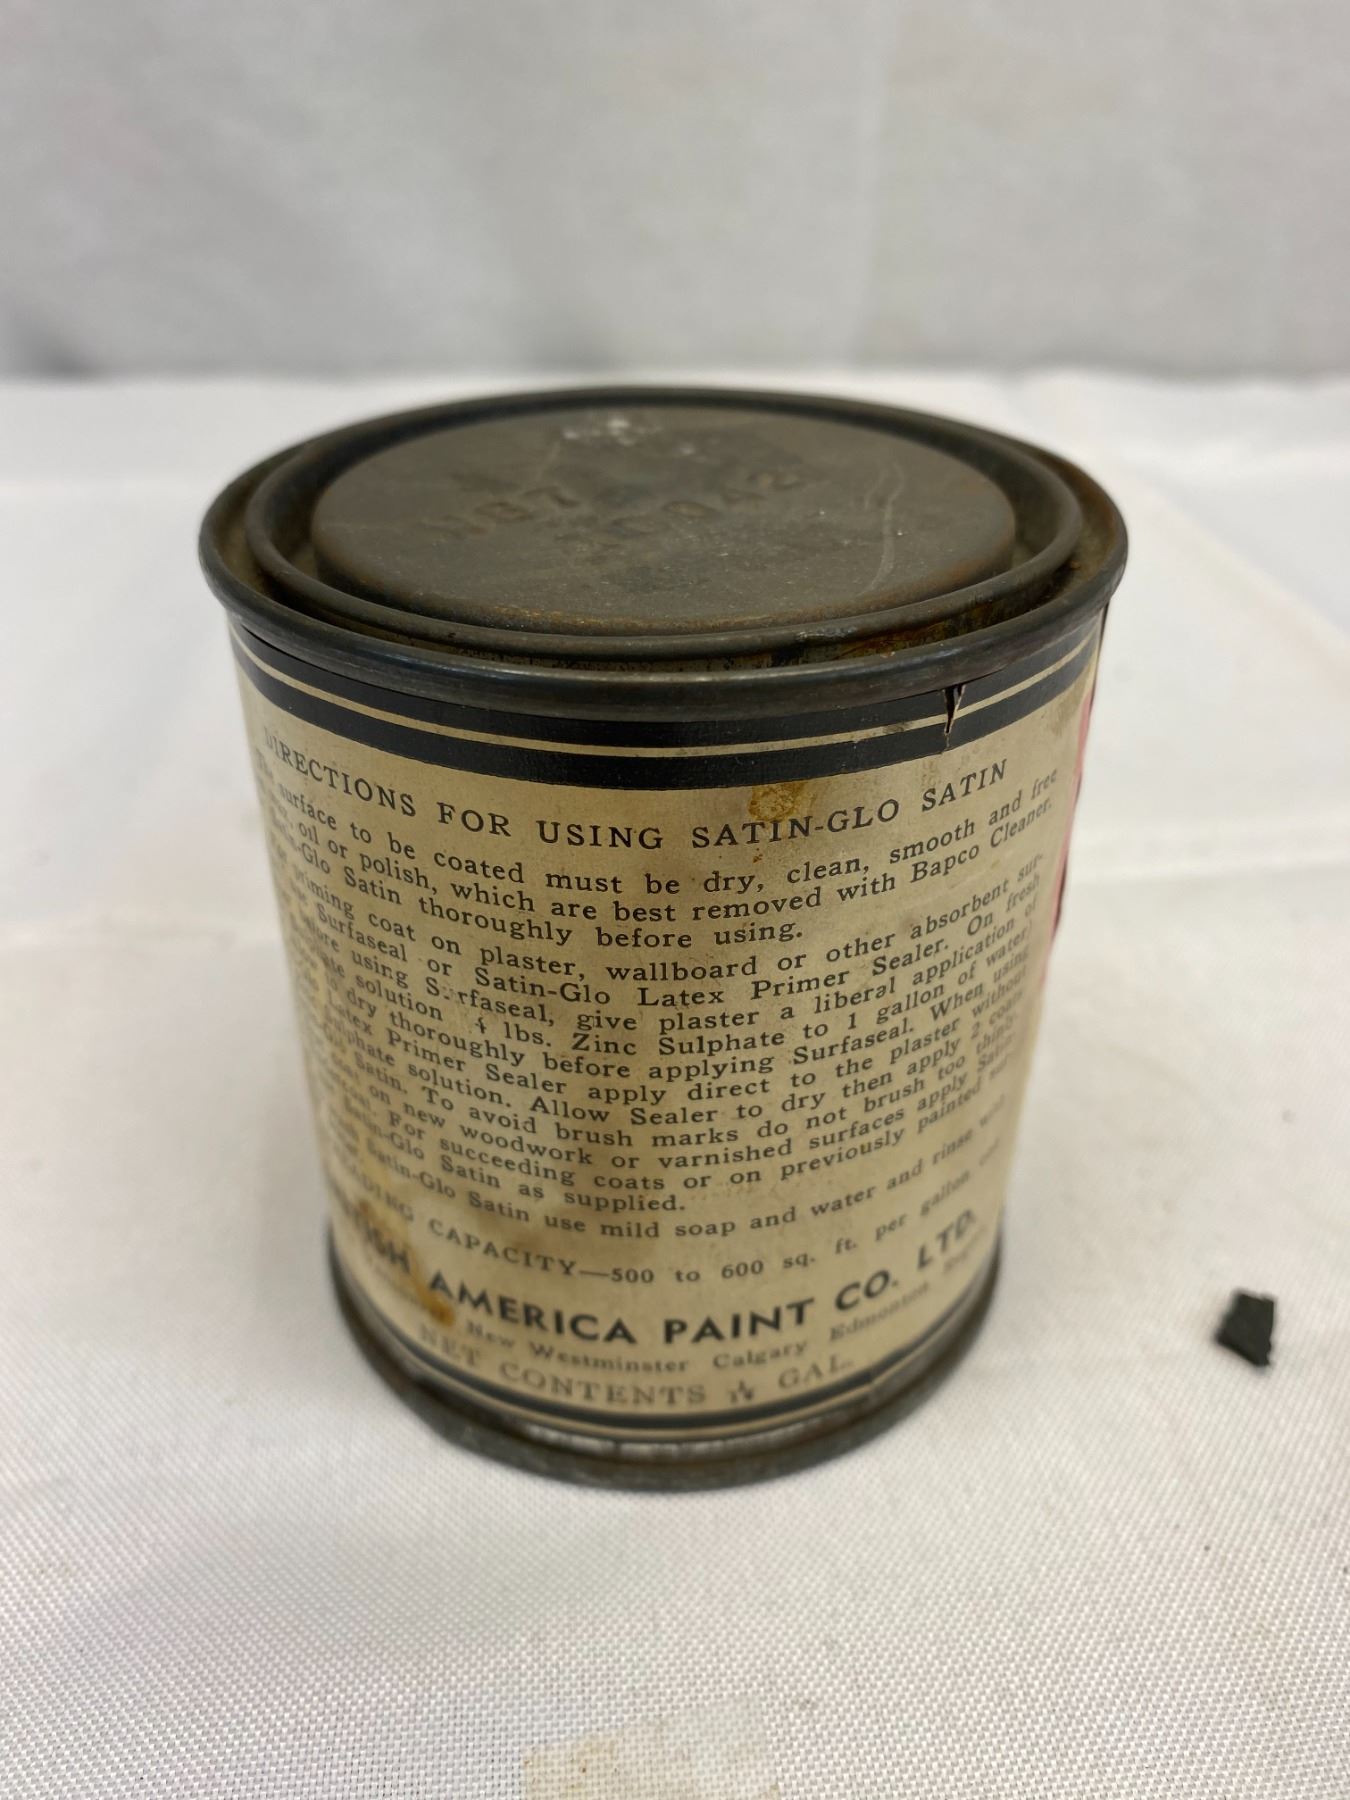 N67
DIRECTIONS FOR USING SATIN-GLO SATIN
surface to be coated must be dry, clean, smooth and free
oil or polish, which are best removed with Bapco Cleaner.
Glo Satin thoroughly before using.
priming coat on plaster, wallboard or other absorbent sur-
Surfaseal or Satin-Glo Latex Primer Sealer. On fresh
before using Surfaseal, give plaster a liberal application of
solution 4 lbs. Zinc Sulphate to 1 gallon of water
to dry thoroughly before applying Surfaseal. When using
Latex Primer Sealer apply direct to the plaster without
Sulphate solution. Allow Sealer to dry then apply 2 coats
Satin. To avoid brush marks do not brush too thin
coat on new woodwork or varnished surfaces apply Satin-
For succeeding coats or on previously painted sur
Satin-Glo Satin as supplied.
Satin-Glo Satin use mild soap and water and rinse
CAPACITY—500 to 600 sq. ft. per gallon
AMERICA PAINT CO. LTD.
New Westminster Calgary Edmonton
NET CONTENTS GAL.